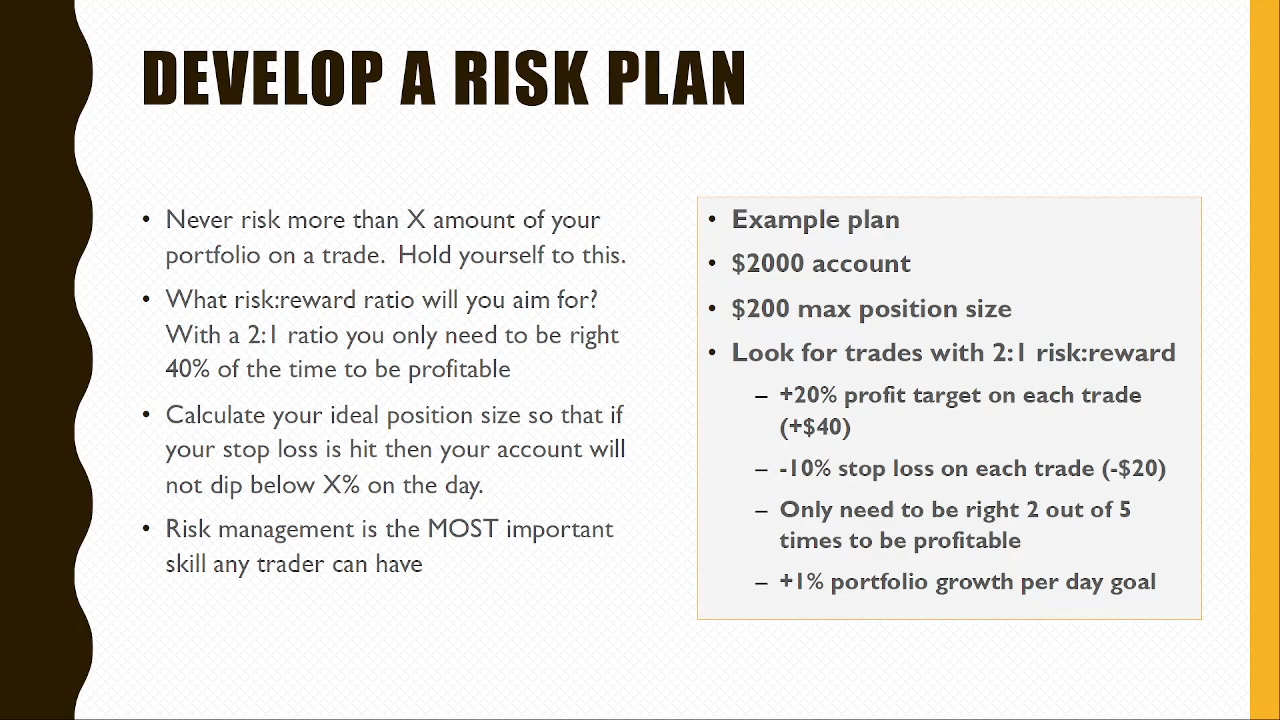 DEVELOP A RISK PLAN
• Never risk more than X amount of your
portfolio on a trade.  Hold yourself to this.
• What risk:reward ratio will you aim for?
With a 2:1 ratio you only need to be right
40% of the time to be profitable
• Calculate your ideal position size so that if
your stop loss is hit then your account will
not dip below X% on the day.
• Risk management is the MOST important
skill any trader can have
• Example plan
• $2000 account
• $200 max position size
• Look for trades with 2:1 risk:reward
– +20% profit target on each trade
(+$40)
– -10% stop loss on each trade (-$20)
– Only need to be right 2 out of 5
times to be profitable
– +1% portfolio growth per day goal